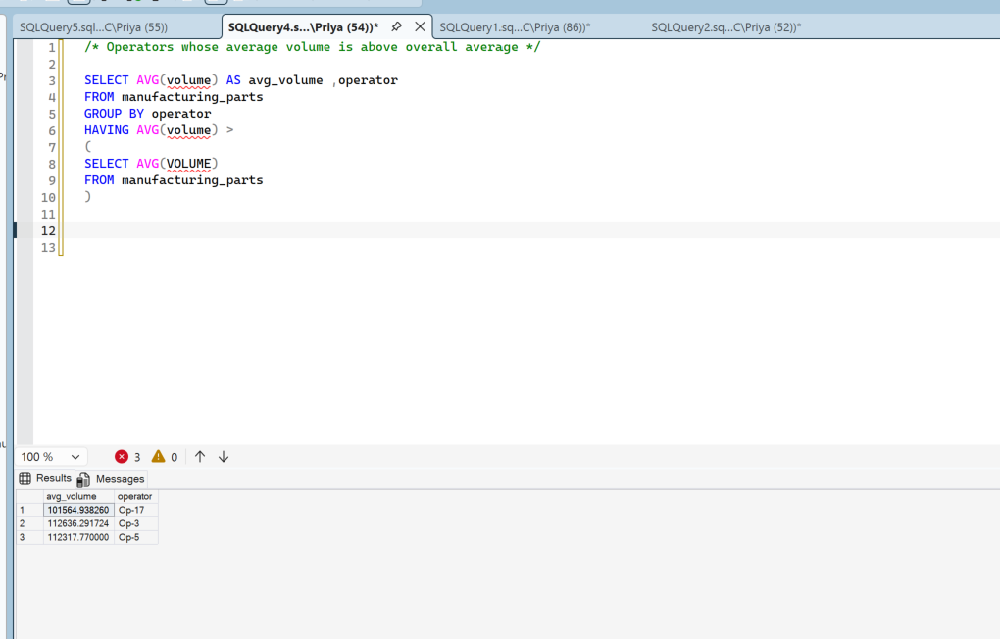 SQLQuery5.sql...C\Priya (55))
SQLQuery4.s...\Priya (54))*
SQLQuery1.sq...C\Priya (86))*
SQLQuery2.sq...C\Priya (52))*
1 /* Operators whose average volume is above overall average */
2
3 SELECT AVG(volume) AS avg_volume ,operator
4 FROM manufacturing_parts
5 GROUP BY operator
6 HAVING AVG(volume) >
7 (
8 SELECT AVG(VOLUME)
9 FROM manufacturing_parts
10 )
11
12
13
100 % 3 0
Results Messages
avg_volume operator
1 101564.938260 Op-17
2 112636.291724 Op-3
3 112317.770000 Op-5